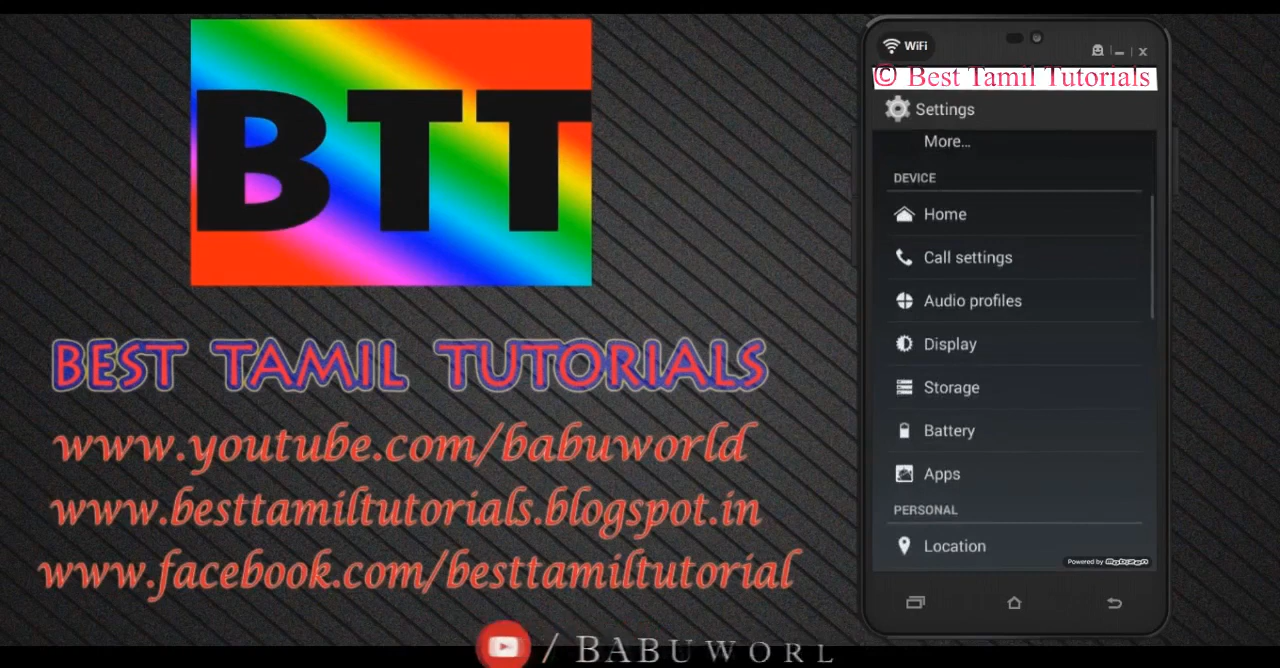 BTT
BEST TAMIL TUTORIALS
www.youtube.com/babuworld
www.besttamiltutorials.blogspot.in
www.facebook.com/besttamiltutorial
/ BABUWORL
WiFi
© Best Tamil Tutorials
Settings
More...
DEVICE
Home
Call settings
Audio profiles
Display
Storage
Battery
Apps
PERSONAL
Location
Powered by mobizen